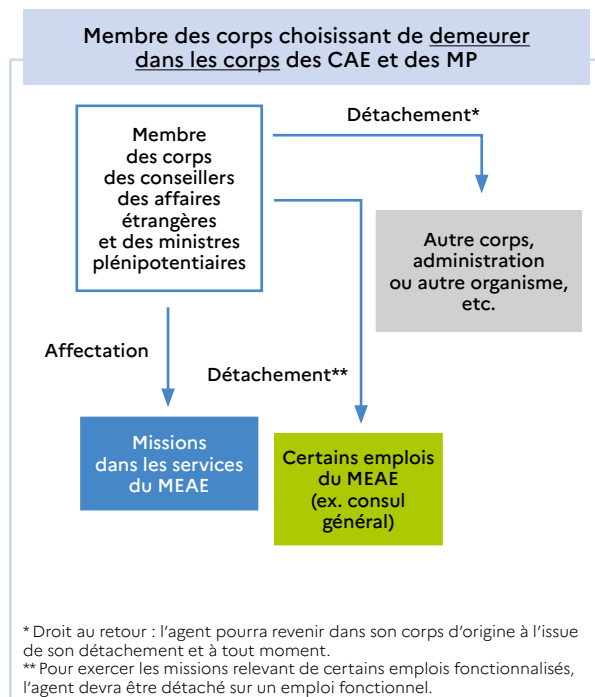 Membre des corps choisissant de demeurer
dans les corps des CAE et des MP
Détachement*
Membre
des corps
des conseillers
des affaires
étrangères
et des ministres
plénipotentiaires
Autre corps,
administration
ou autre organisme,
etc.
Affectation
Détachement**
Missions
dans les services
du MEAE
Certains emplois
du MEAE
(ex. consul
général)
* Droit au retour : l’agent pourra revenir dans son corps d’origine à l’issue
de son détachement et à tout moment.
** Pour exercer les missions relevant de certains emplois fonctionnalisés,
l’agent devra être détaché sur un emploi fonctionnel.